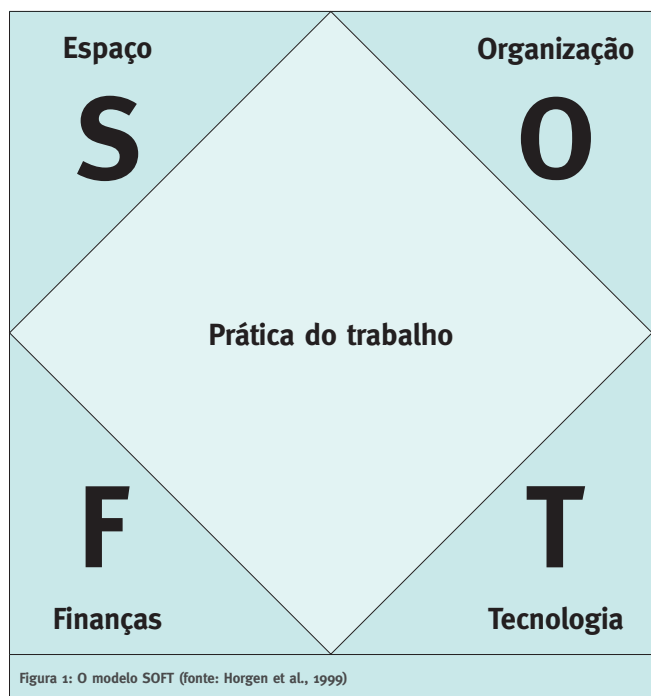 Espaço
Organização
S
O
Prática do trabalho
F
T
Finanças
Tecnologia
Figura 1: O modelo SOFT (fonte: Horgen et al., 1999)